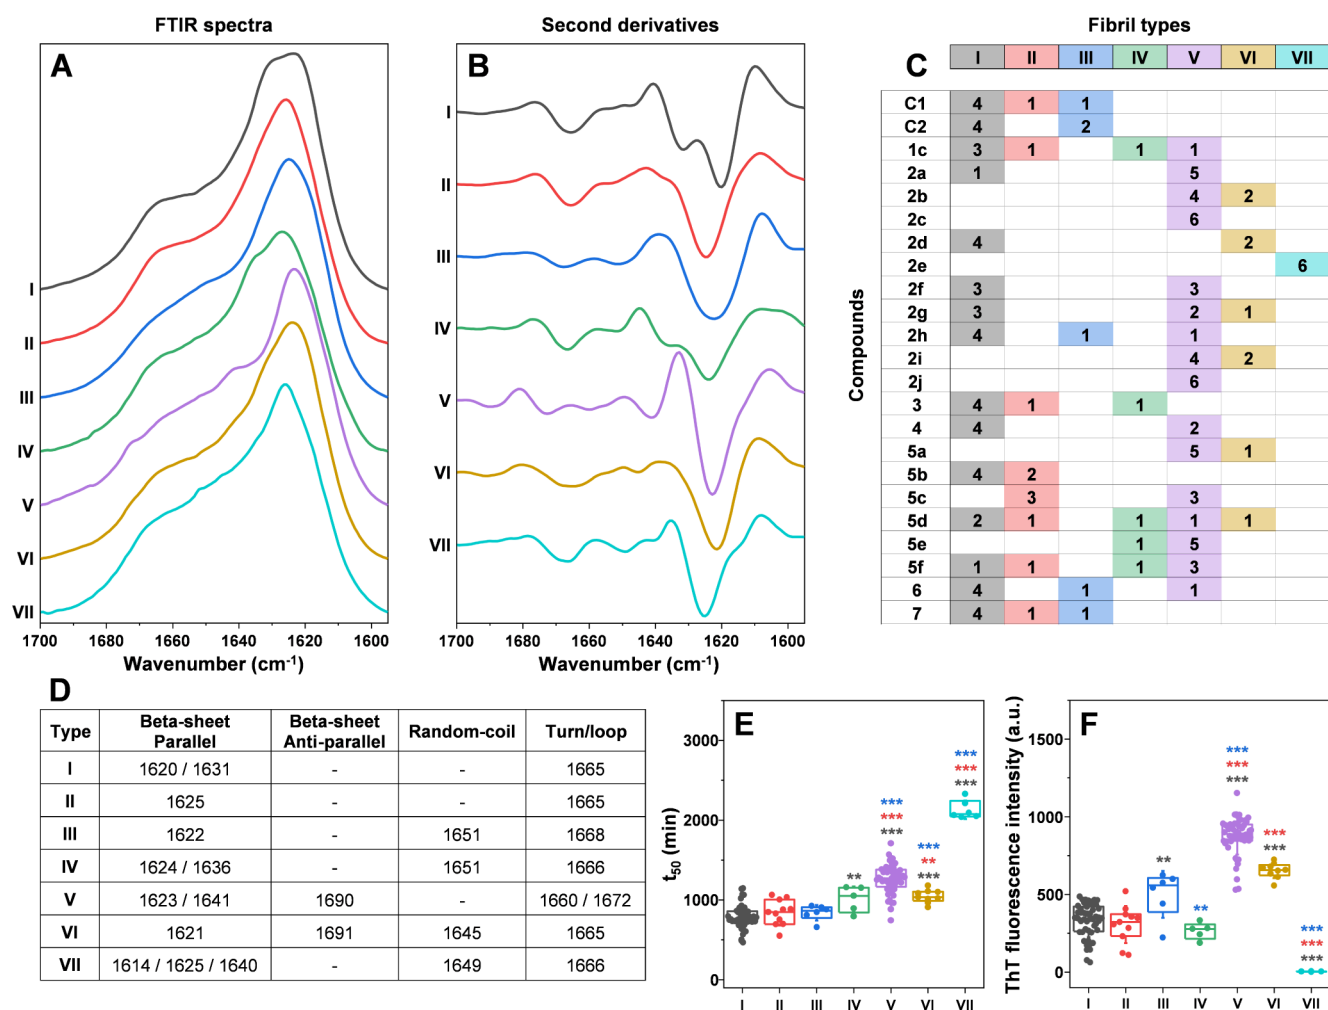 FTIR spectra
Second derivatives
Fibril types
A
I
II
III
IV
V
VI
VII
1700 1680 1660 1640 1620 1600
Wavenumber (cm-1)
B
I
II
III
IV
V
VI
VII
1700 1680 1660 1640 1620 1600
Wavenumber (cm-1)
C
I II III IV V VI VII
Compounds
C1 4 1 1
C2 4 2
1c 3 1 1 1
2a 1 5
2b 4 2
2c 6
2d 4 2
2e 6
2f 3 3
2g 3 2 1
2h 4 1 1
2i 4 2
2j 6
3 4 1 1
4 4 2
5a 5 1
5b 4 2
5c 3 3
5d 2 1 1 1 1
5e 1 5
5f 1 1 1 3
6 4 1 1
7 4 1 1
D
Type Beta-sheet Parallel Beta-sheet Anti-parallel Random-coil Turn/loop
I 1620 / 1631 - - 1665
II 1625 - - 1665
III 1622 - 1651 1668
IV 1624 / 1636 - 1651 1666
V 1623 / 1641 1690 - 1660 / 1672
VI 1621 1691 1645 1665
VII 1614 / 1625 / 1640 - 1649 1666
E
t50 (min)
3000
2000
1000
0
**
***
***
***
***
**
***
***
***
***
I II III IV V VI VII
F
ThT fluorescence intensity (a.u.)
1500
1000
500
0
**
**
***
***
***
***
***
***
***
***
I II III IV V VI VII